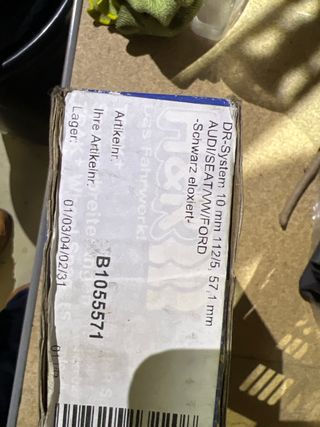 DR-System 10 mm 112/5, 57,1 mm
AUDI/SEAT/VW/FORD
-Schwarz eloxiert-
Artikelnr.
Ihre Artikelnr. B1055571
Lager: 01/03/04/02/31